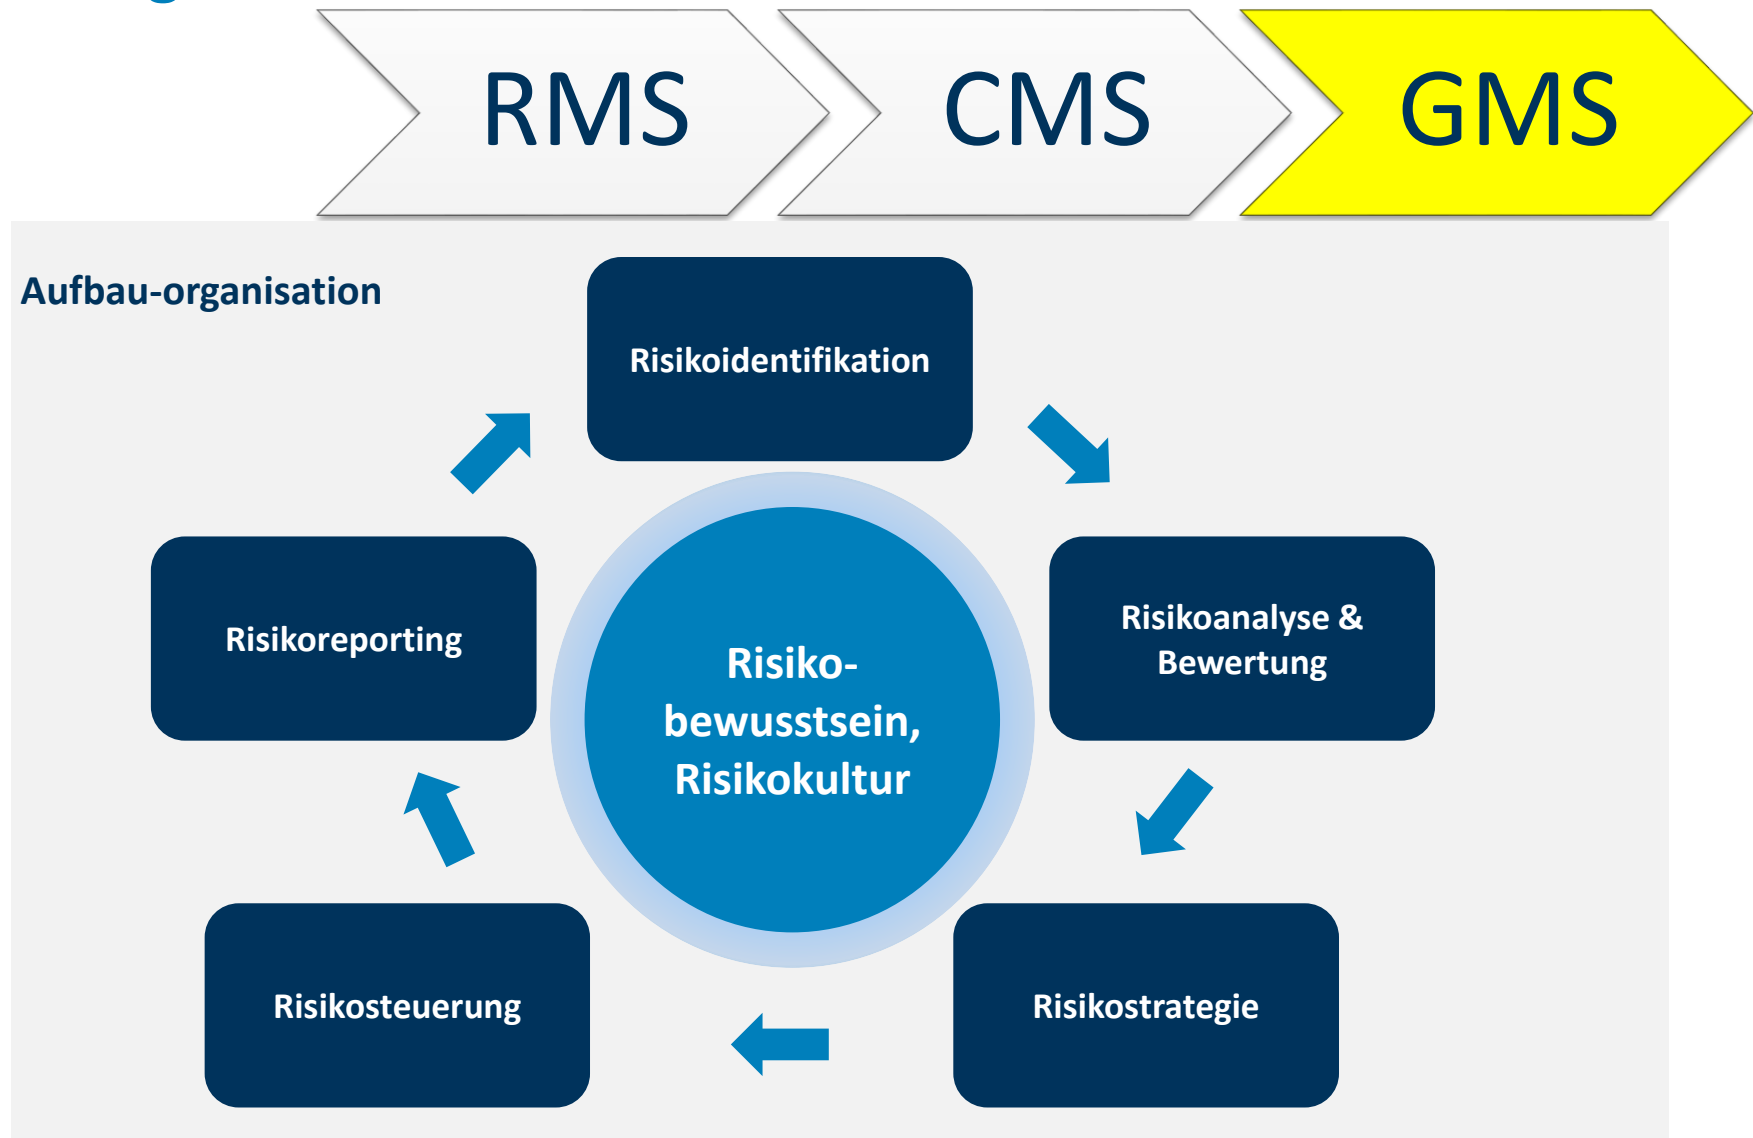 RMS
CMS
GMS
Aufbau-organisation
Risikoidentifikation
Risikoanalyse &
Bewertung
Risikostrategie
Risikosteuerung
Risikoreporting
Risiko-
bewusstsein,
Risikokultur